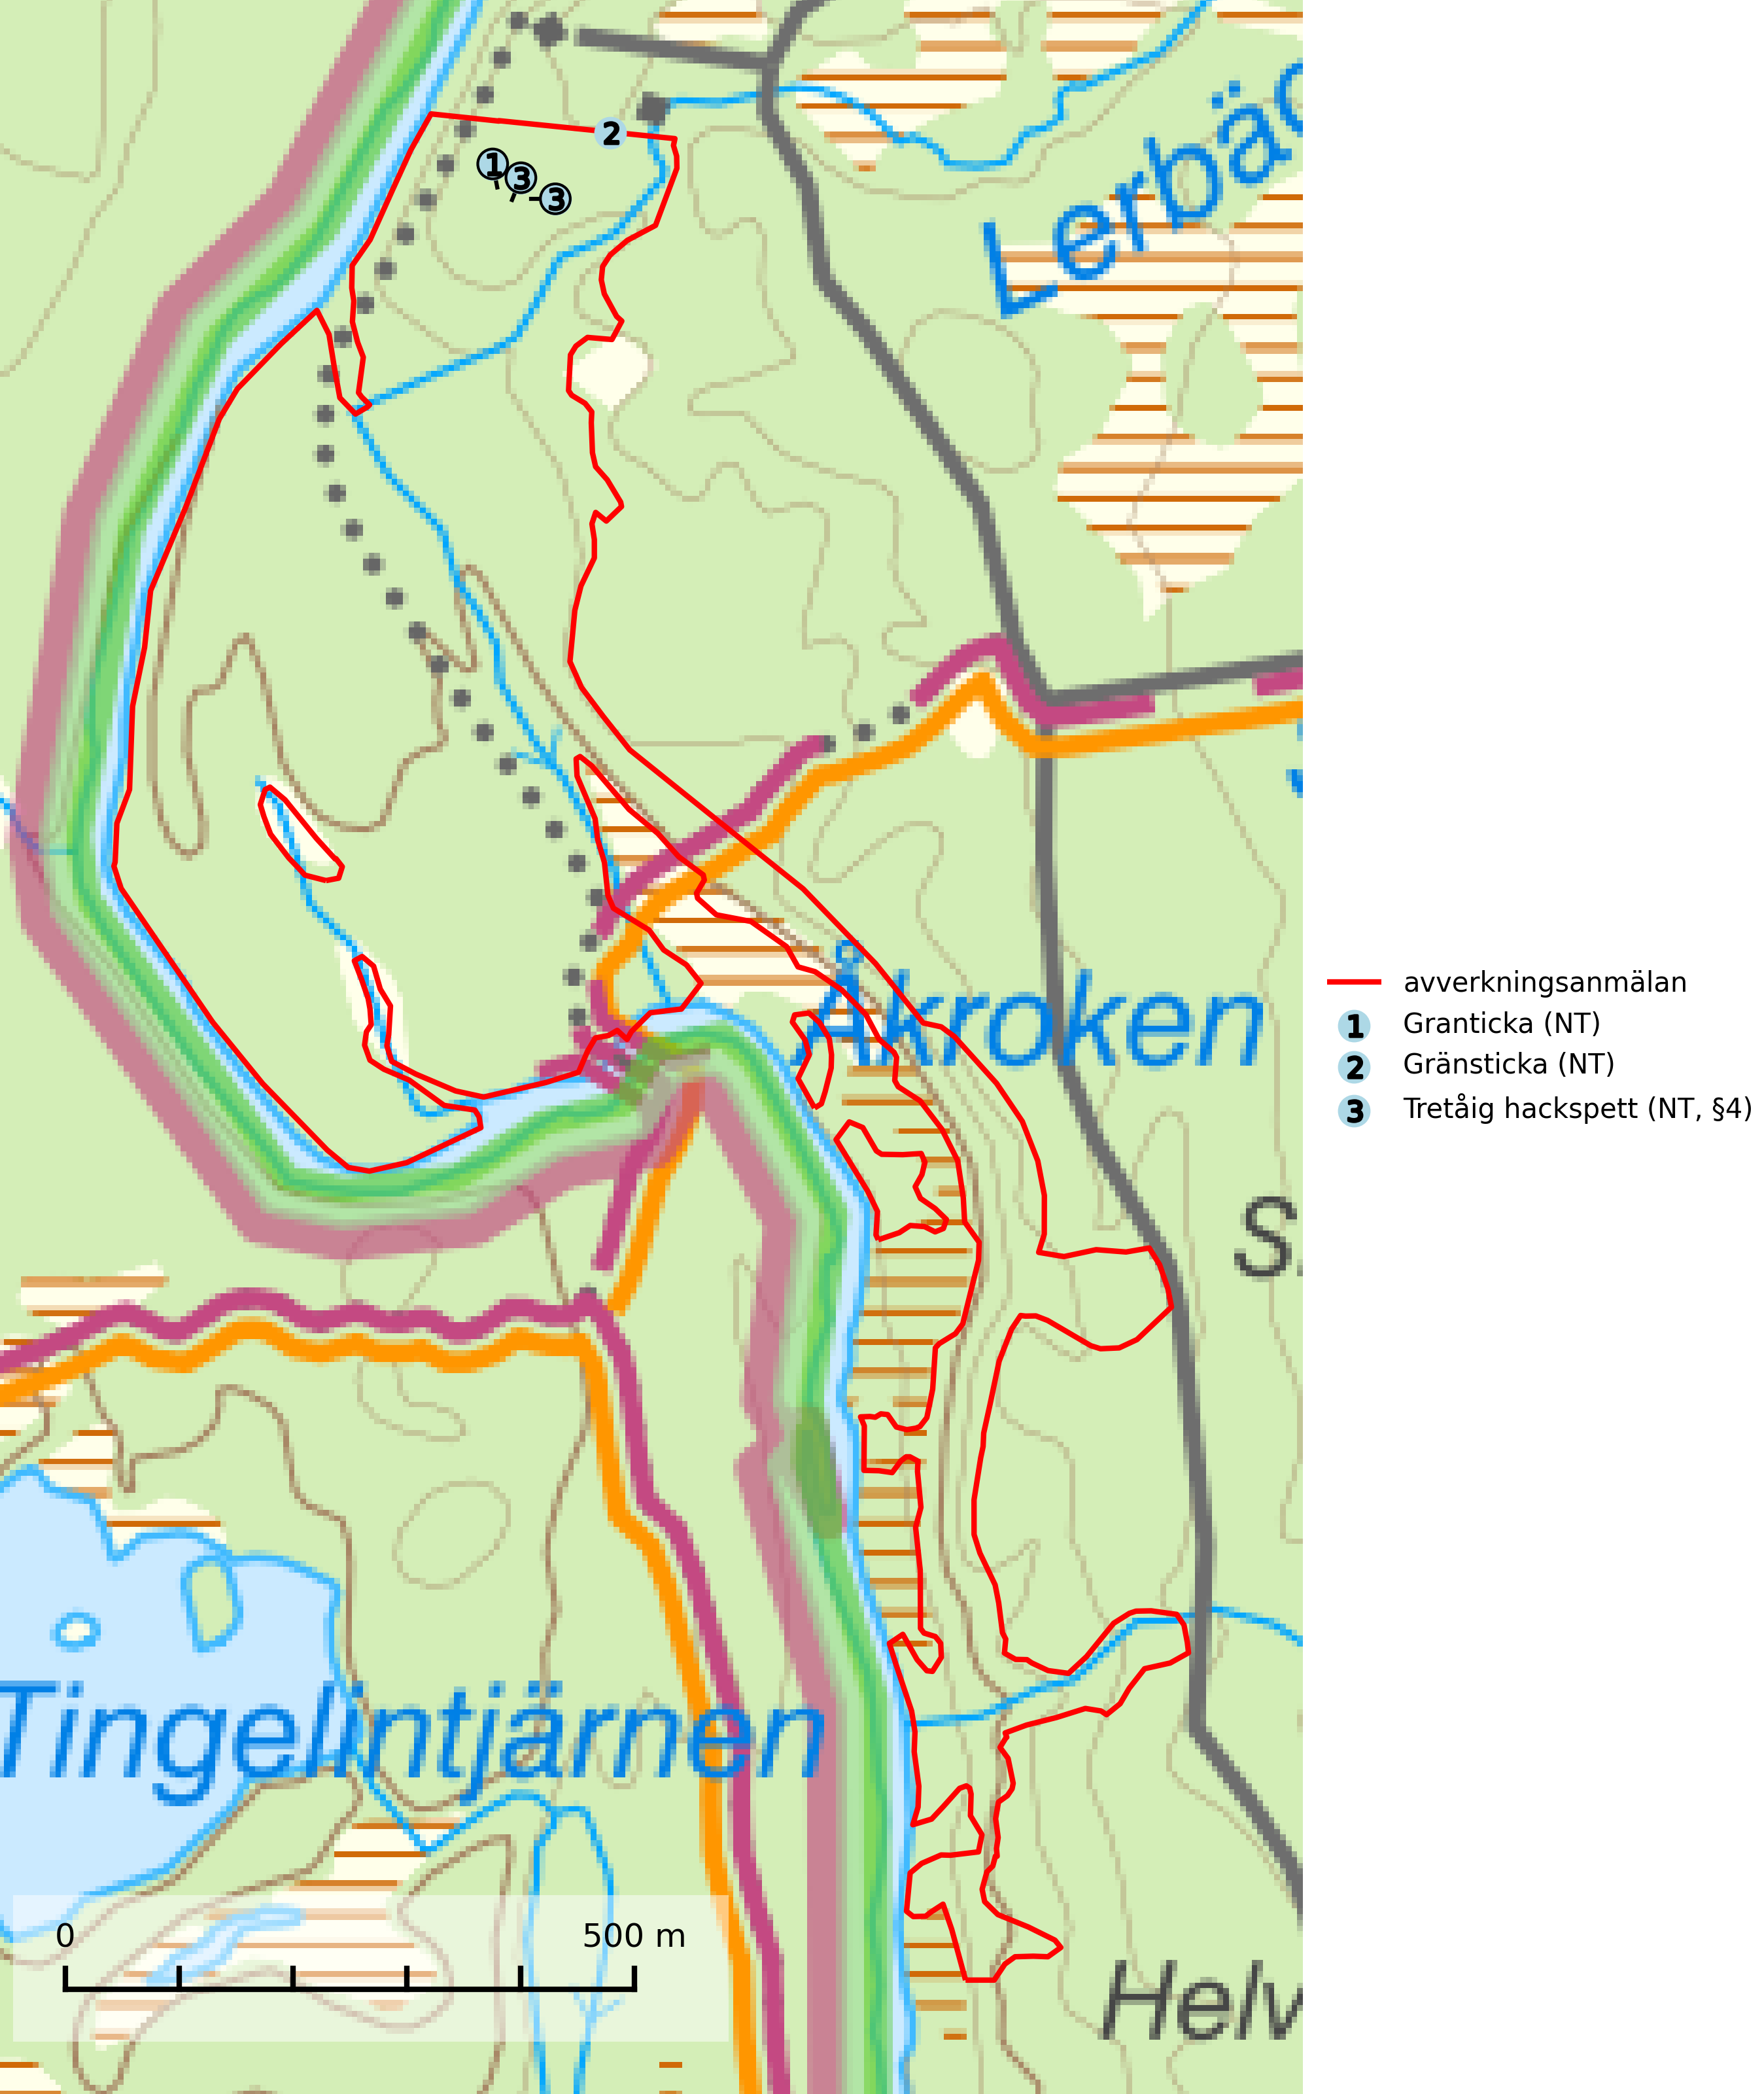 2
1
3
3
Lerbäc
Åkroken
avverkningsanmälan
1 Granticka (NT)
2 Gränsticka (NT)
3 Tretåig hackspett (NT, §4)
S
Tingelintjärnen
0 500 m
Helv